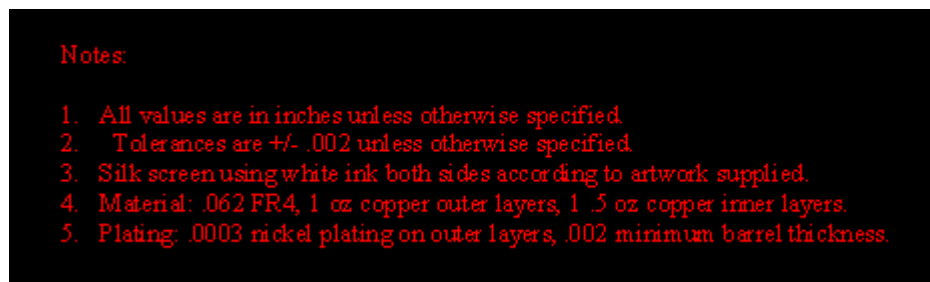 Notes:
1. All values are in inches unless otherwise specified.
2. Tolerances are +/- .002 unless otherwise specified.
3. Silk screen using white ink both sides according to artwork supplied.
4. Material: .062 FR4, 1 oz copper outer layers, 1 .5 oz copper inner layers.
5. Plating: .0003 nickel plating on outer layers, .002 minimum barrel thickness.